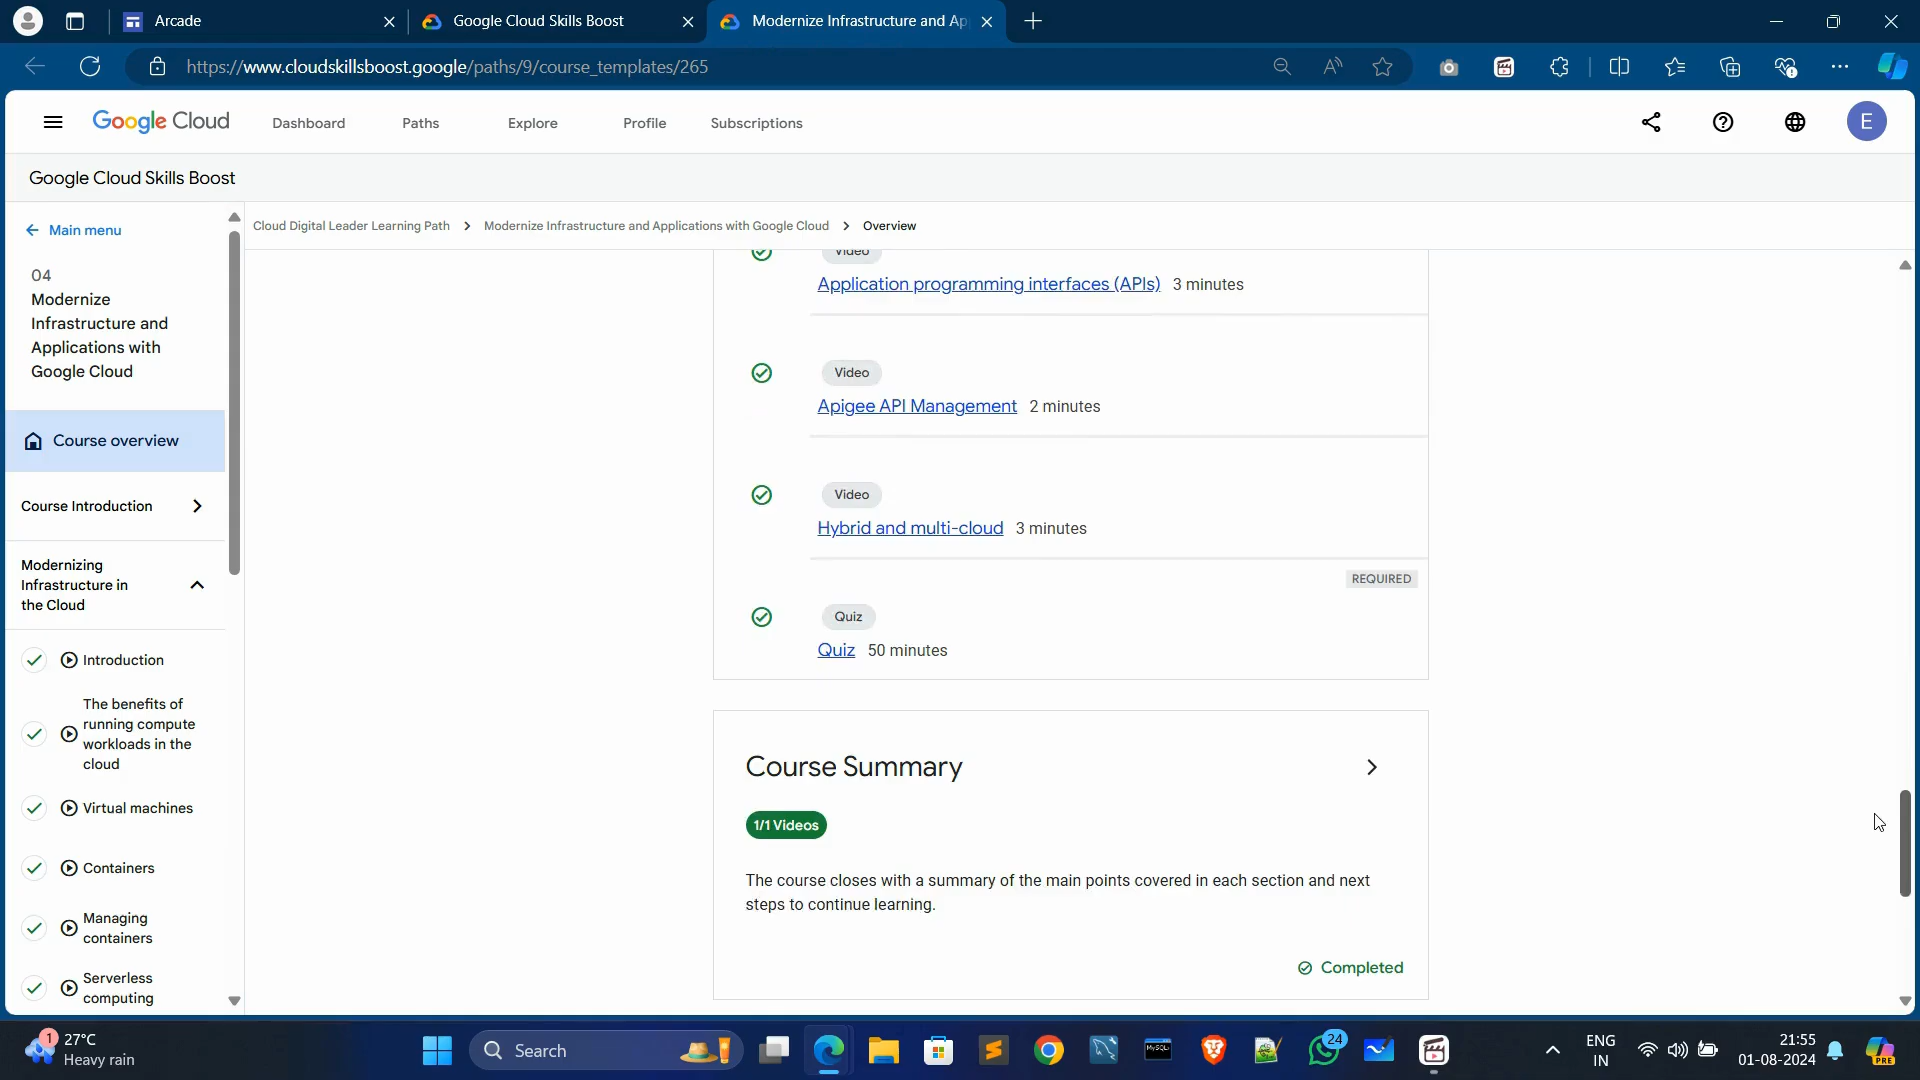 Arcade
Google Cloud Skills Boost
Modernize Infrastructure and Ap
https://www.cloudskillsboost.google/paths/9/course_templates/265
Google Cloud
Dashboard
Paths
Explore
Profile
Subscriptions
E
Google Cloud Skills Boost
Main menu
04
Modernize
Infrastructure and
Applications with
Google Cloud
Course overview
Course Introduction
Modernizing
Infrastructure in
the Cloud
Introduction
The benefits of
running compute
workloads in the
cloud
Virtual machines
Containers
Managing
containers
Serverless
computing
Cloud Digital Leader Learning Path > Modernize Infrastructure and Applications with Google Cloud > Overview
Video
Application programming interfaces (APIs) 3 minutes
Video
Apigee API Management 2 minutes
Video
Hybrid and multi-cloud 3 minutes
REQUIRED
Quiz
Quiz 50 minutes
Course Summary
1/1 Videos
The course closes with a summary of the main points covered in each section and next
steps to continue learning.
Completed
1
27°C
Heavy rain
Search
MySQL
24
ENG
IN
21:55
01-08-2024
PRE